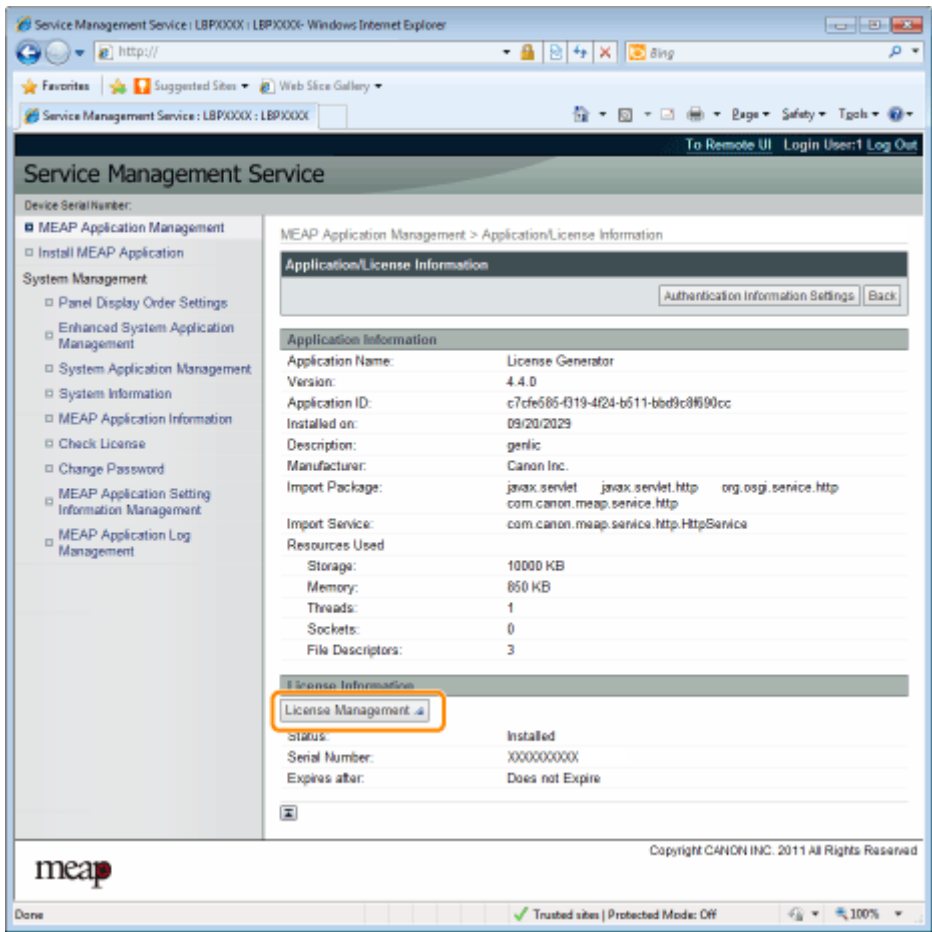 Service Management Service : LBPXXXX : LBPXXXX- Windows Internet Explorer
http://
Bing
Favorites Suggested Sites Web Slice Gallery
Service Management Service : LBPXXXX : LBPXXXX
Page Safety Tools
To Remote UI Login User:1 Log Out
Service Management Service
Device Serial Number:
MEAP Application Management
Install MEAP Application
System Management
Panel Display Order Settings
Enhanced System Application
Management
System Application Management
System Information
MEAP Application Information
Check License
Change Password
MEAP Application Setting
Information Management
MEAP Application Log
Management
MEAP Application Management > Application/License Information
Application/License Information
Authentication Information Settings Back
Application Information
Application Name: License Generator
Version: 4.4.0
Application ID: c7cfe585-f319-4f24-b511-bbd9c8f690cc
Installed on: 09/20/2029
Description: genlic
Manufacturer: Canon Inc.
Import Package: javax.servlet javax.servlet.http org.osgi.service.http
com.canon.meap.service.http
Import Service: com.canon.meap.service.http.HttpService
Resources Used
Storage: 10000 KB
Memory: 850 KB
Threads: 1
Sockets: 0
File Descriptors: 3
License Information
License Management
Status: Installed
Serial Number: XXXXXXXXXX
Expires after: Does not Expire
Copyright CANON INC. 2011 All Rights Reserved
meap
Done Trusted sites | Protected Mode: Off 100%